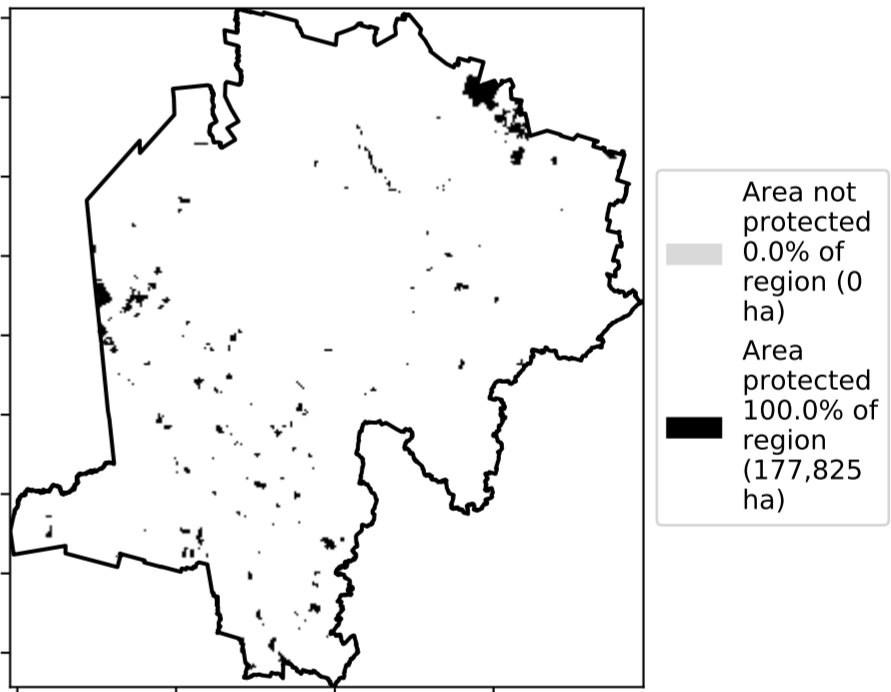 Area not
protected
0.0% of
region (0
ha)
Area
protected
100.0% of
region
(177,825
ha)